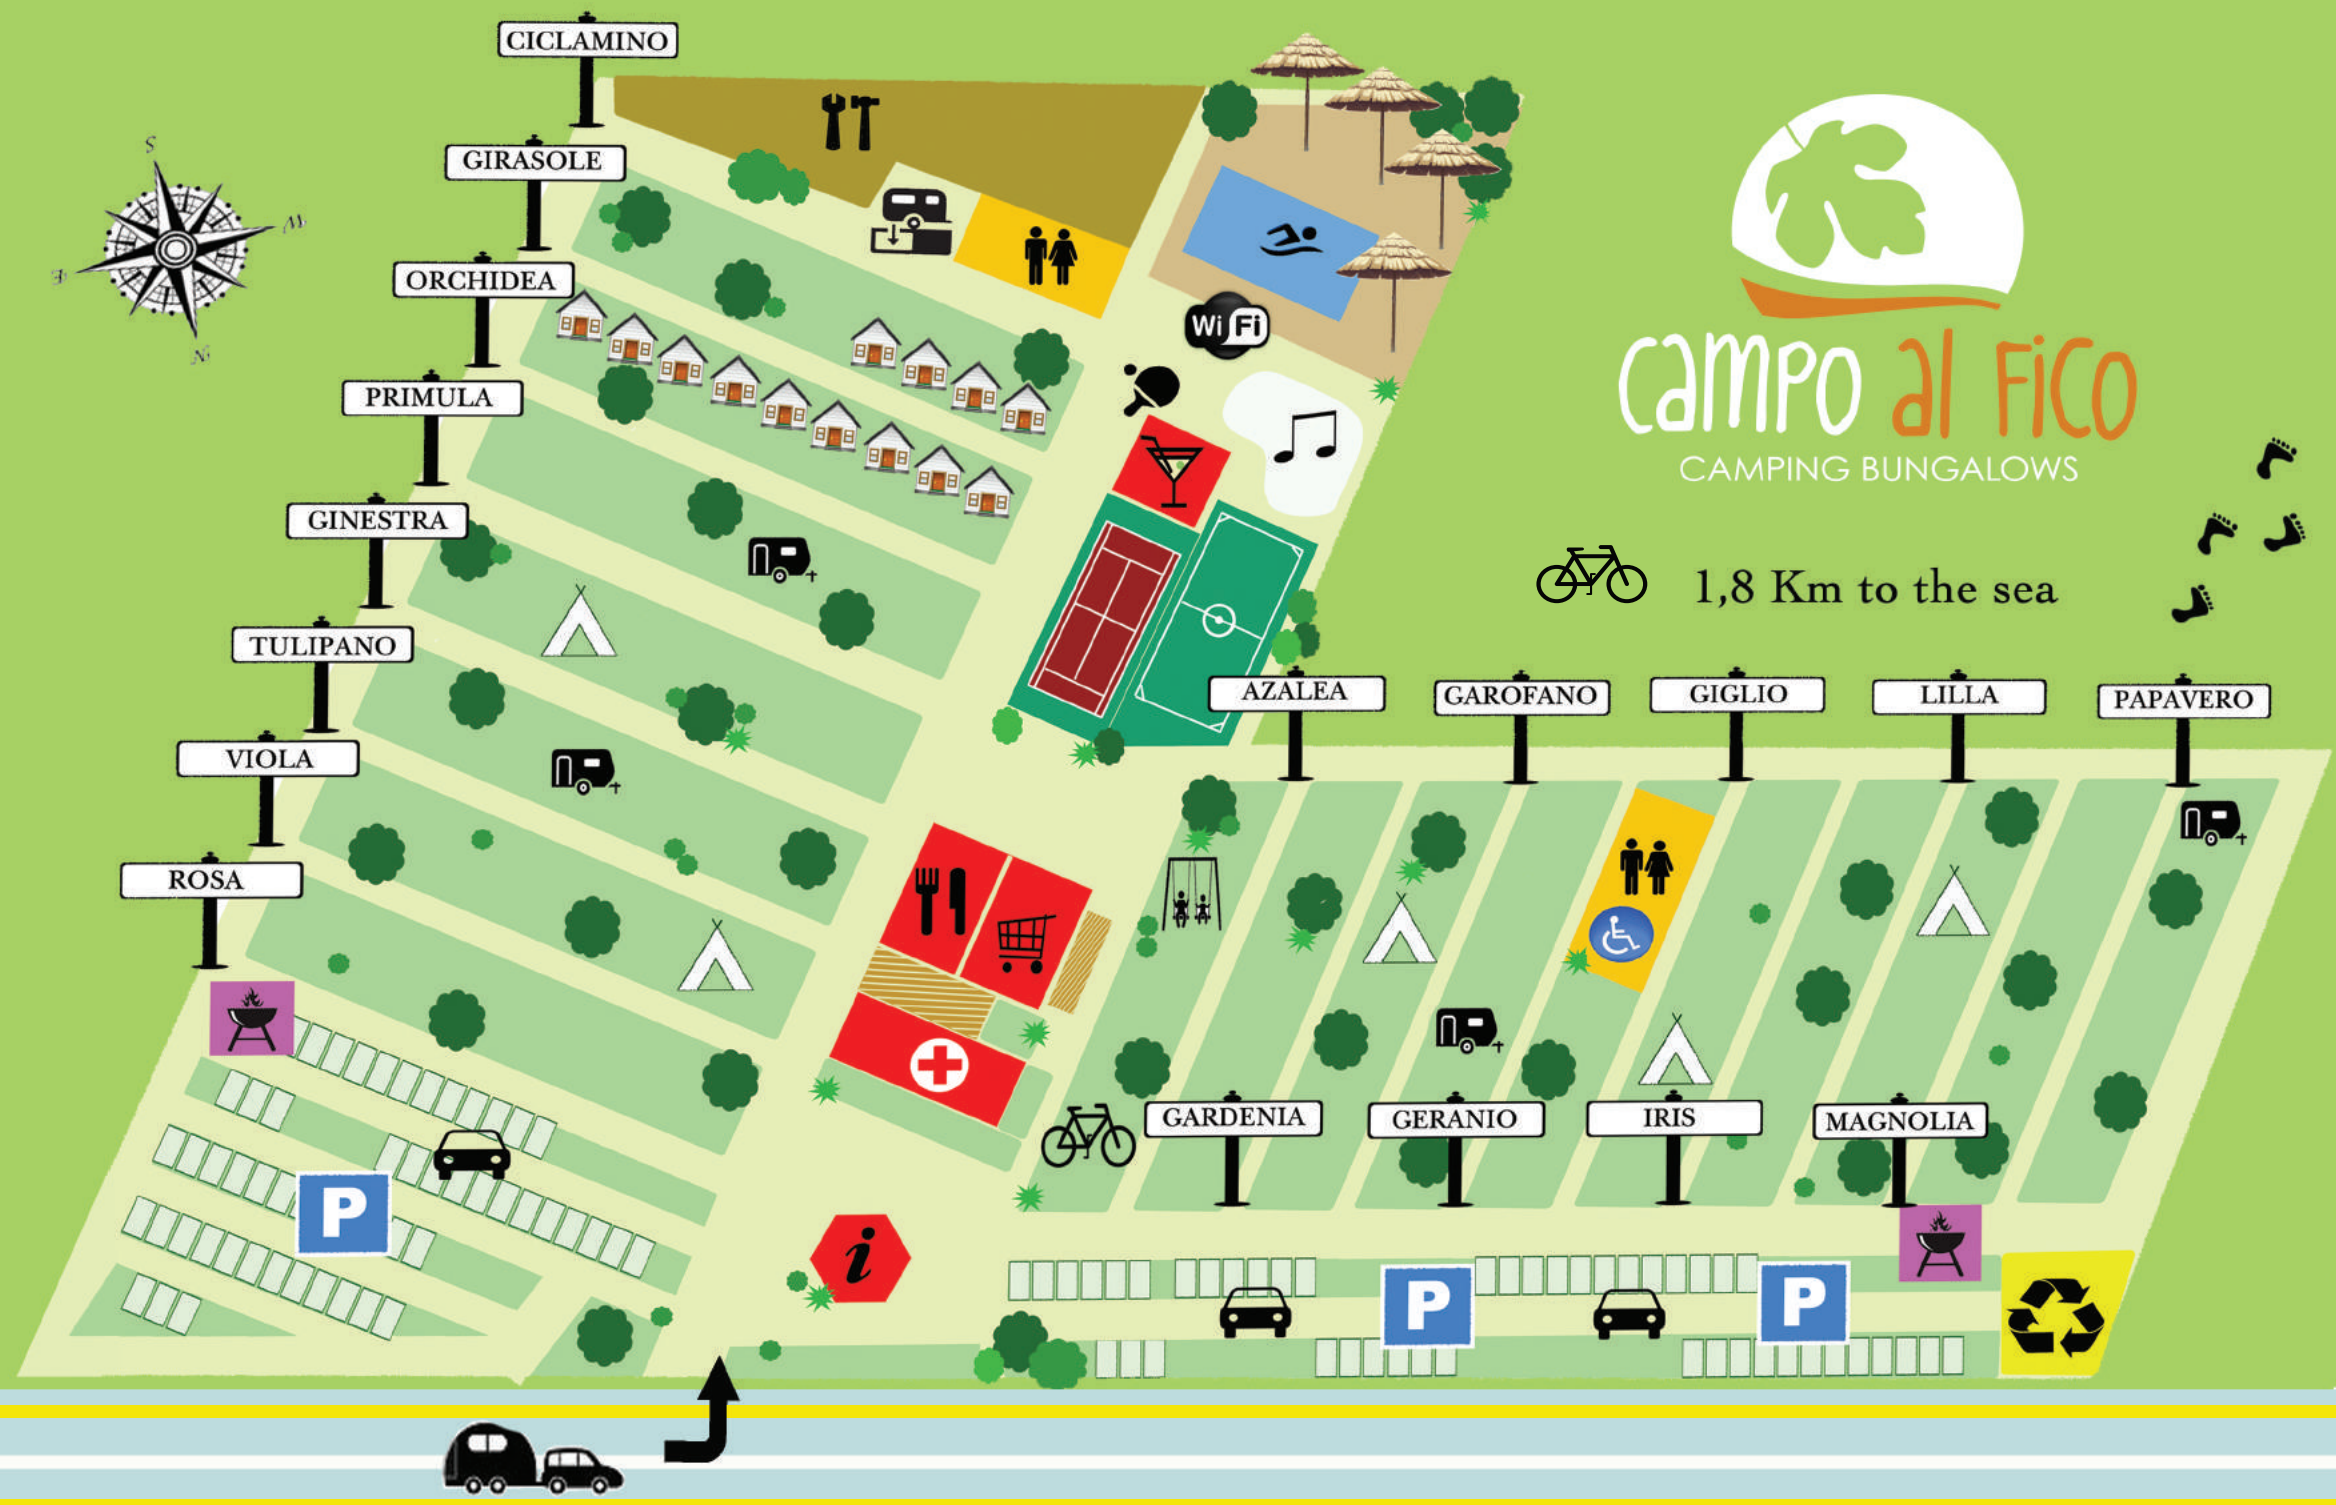 CICLAMINO
GIRASOLE
ORCHIDEA
PRIMULA
GINESTRA
TULIPANO
VIOLA
ROSA
S
W
E
N
Wi Fi
campo al Fico
CAMPING BUNGALOWS
1,8 Km to the sea
AZALEA
GAROFANO
GIGLIO
LILLA
PAPAVERO
GARDENIA
GERANIO
IRIS
MAGNOLIA
P
i
P
P